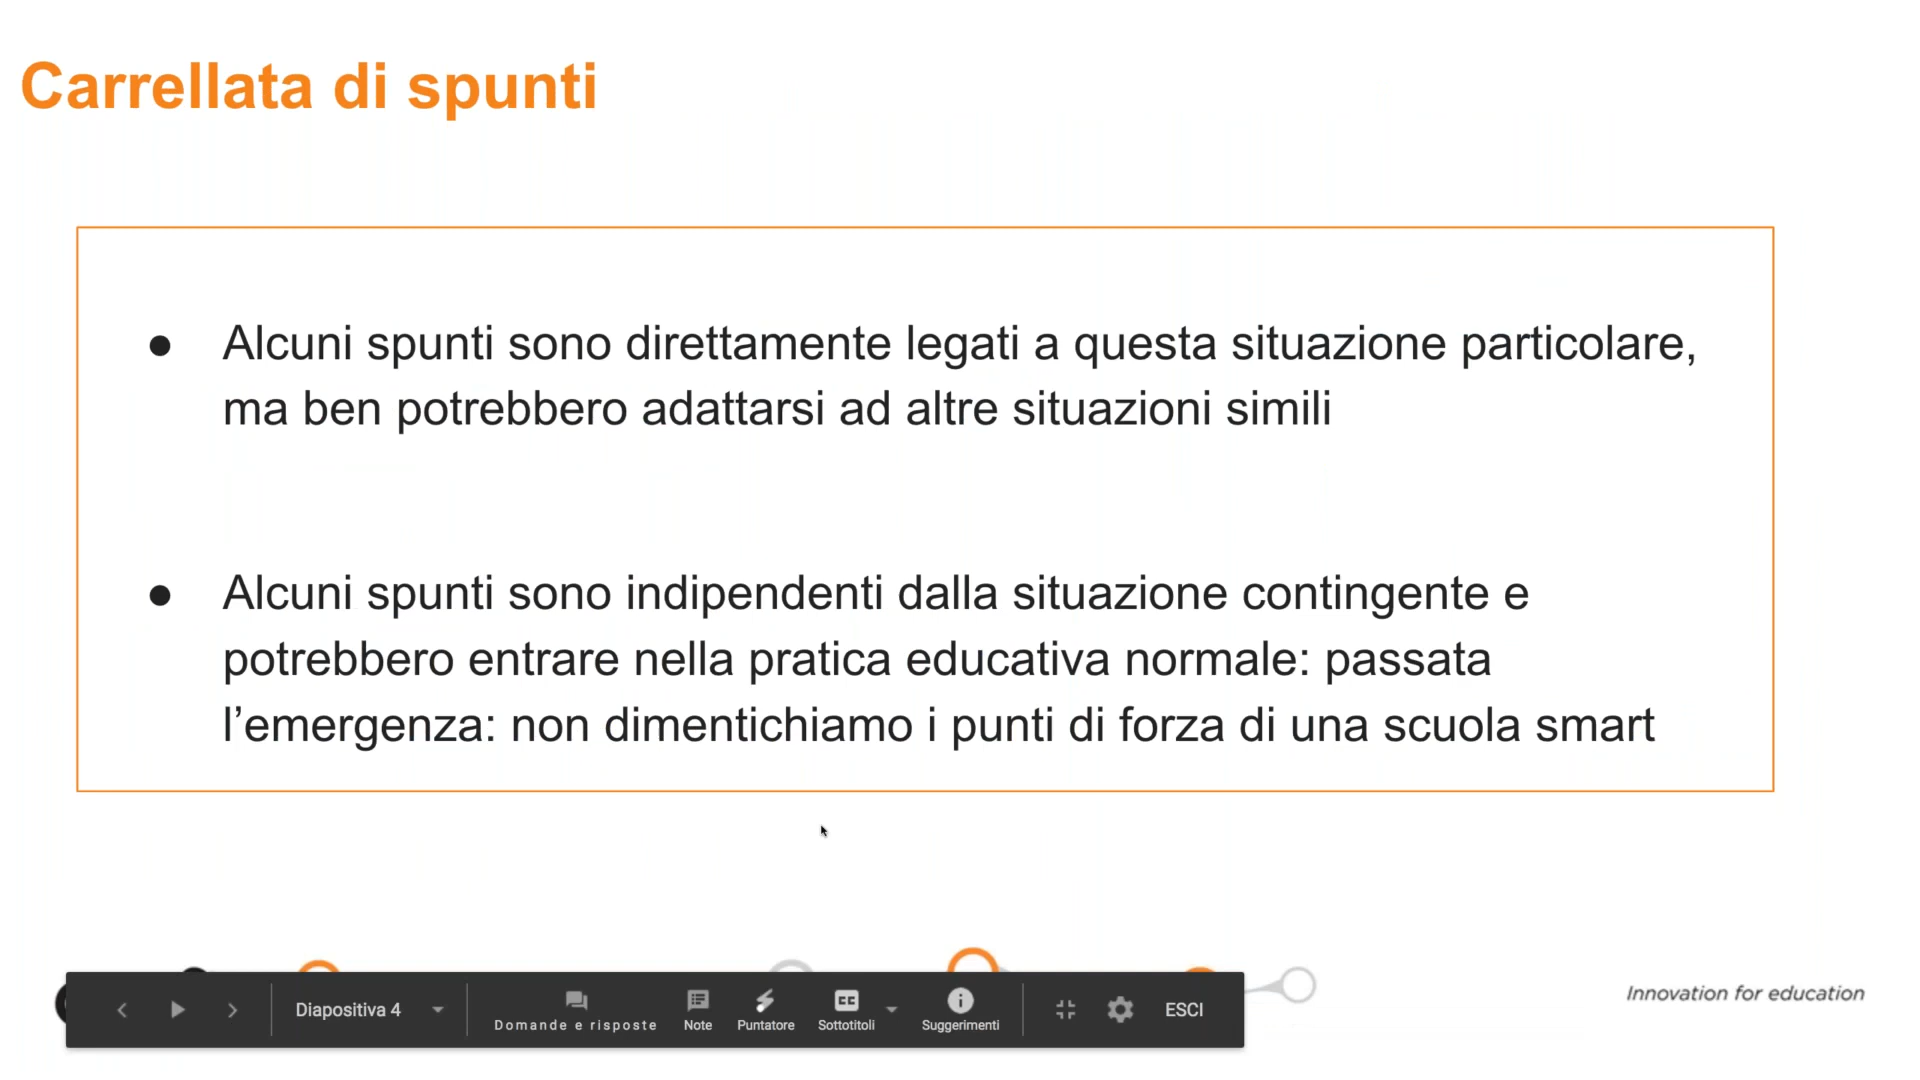 Carrellata di spunti
● Alcuni spunti sono direttamente legati a questa situazione particolare,
ma ben potrebbero adattarsi ad altre situazioni simili
● Alcuni spunti sono indipendenti dalla situazione contingente e
potrebbero entrare nella pratica educativa normale: passata
l’emergenza: non dimentichiamo i punti di forza di una scuola smart
Innovation for education
Diapositiva 4
Domande e risposte
Note
Puntatore
CC
Sottotitoli
Suggerimenti
ESCI